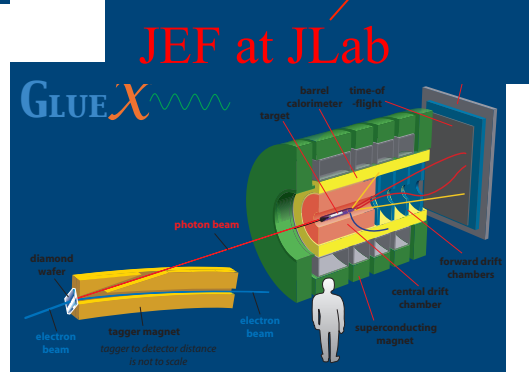 JEF at JLab
GLUEX
barrel
calorimeter
time-of
-flight
target
photon beam
diamond
wafer
forward drift
chambers
central drift
chamber
electron
beam
electron
beam
tagger magnet
superconducting
magnet
tagger to detector distance
is not to scale